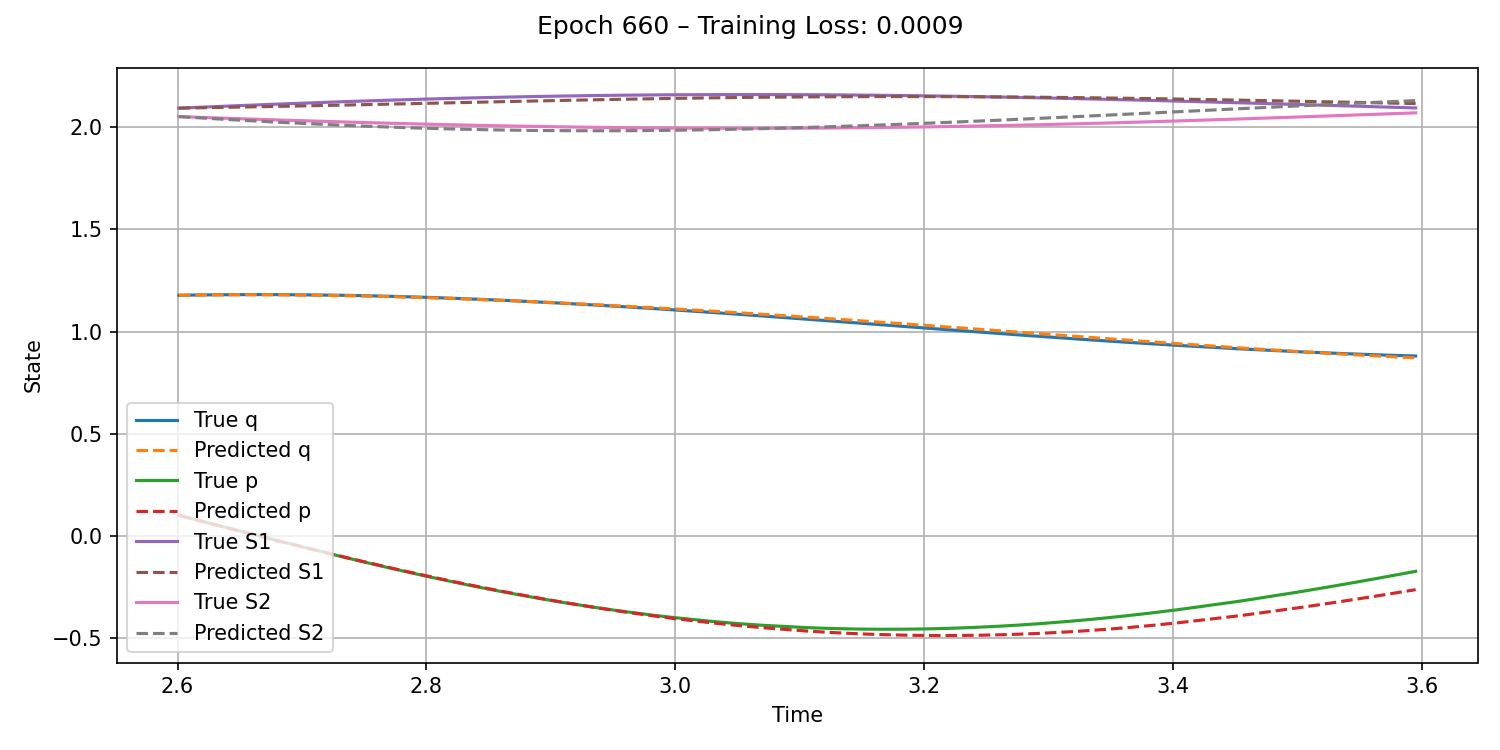 Epoch 660 – Training Loss: 0.0009
State
2.0
1.5
1.0
0.5
0.0
−0.5
True q
Predicted q
True p
Predicted p
True S1
Predicted S1
True S2
Predicted S2
2.6 2.8 3.0 3.2 3.4 3.6
Time